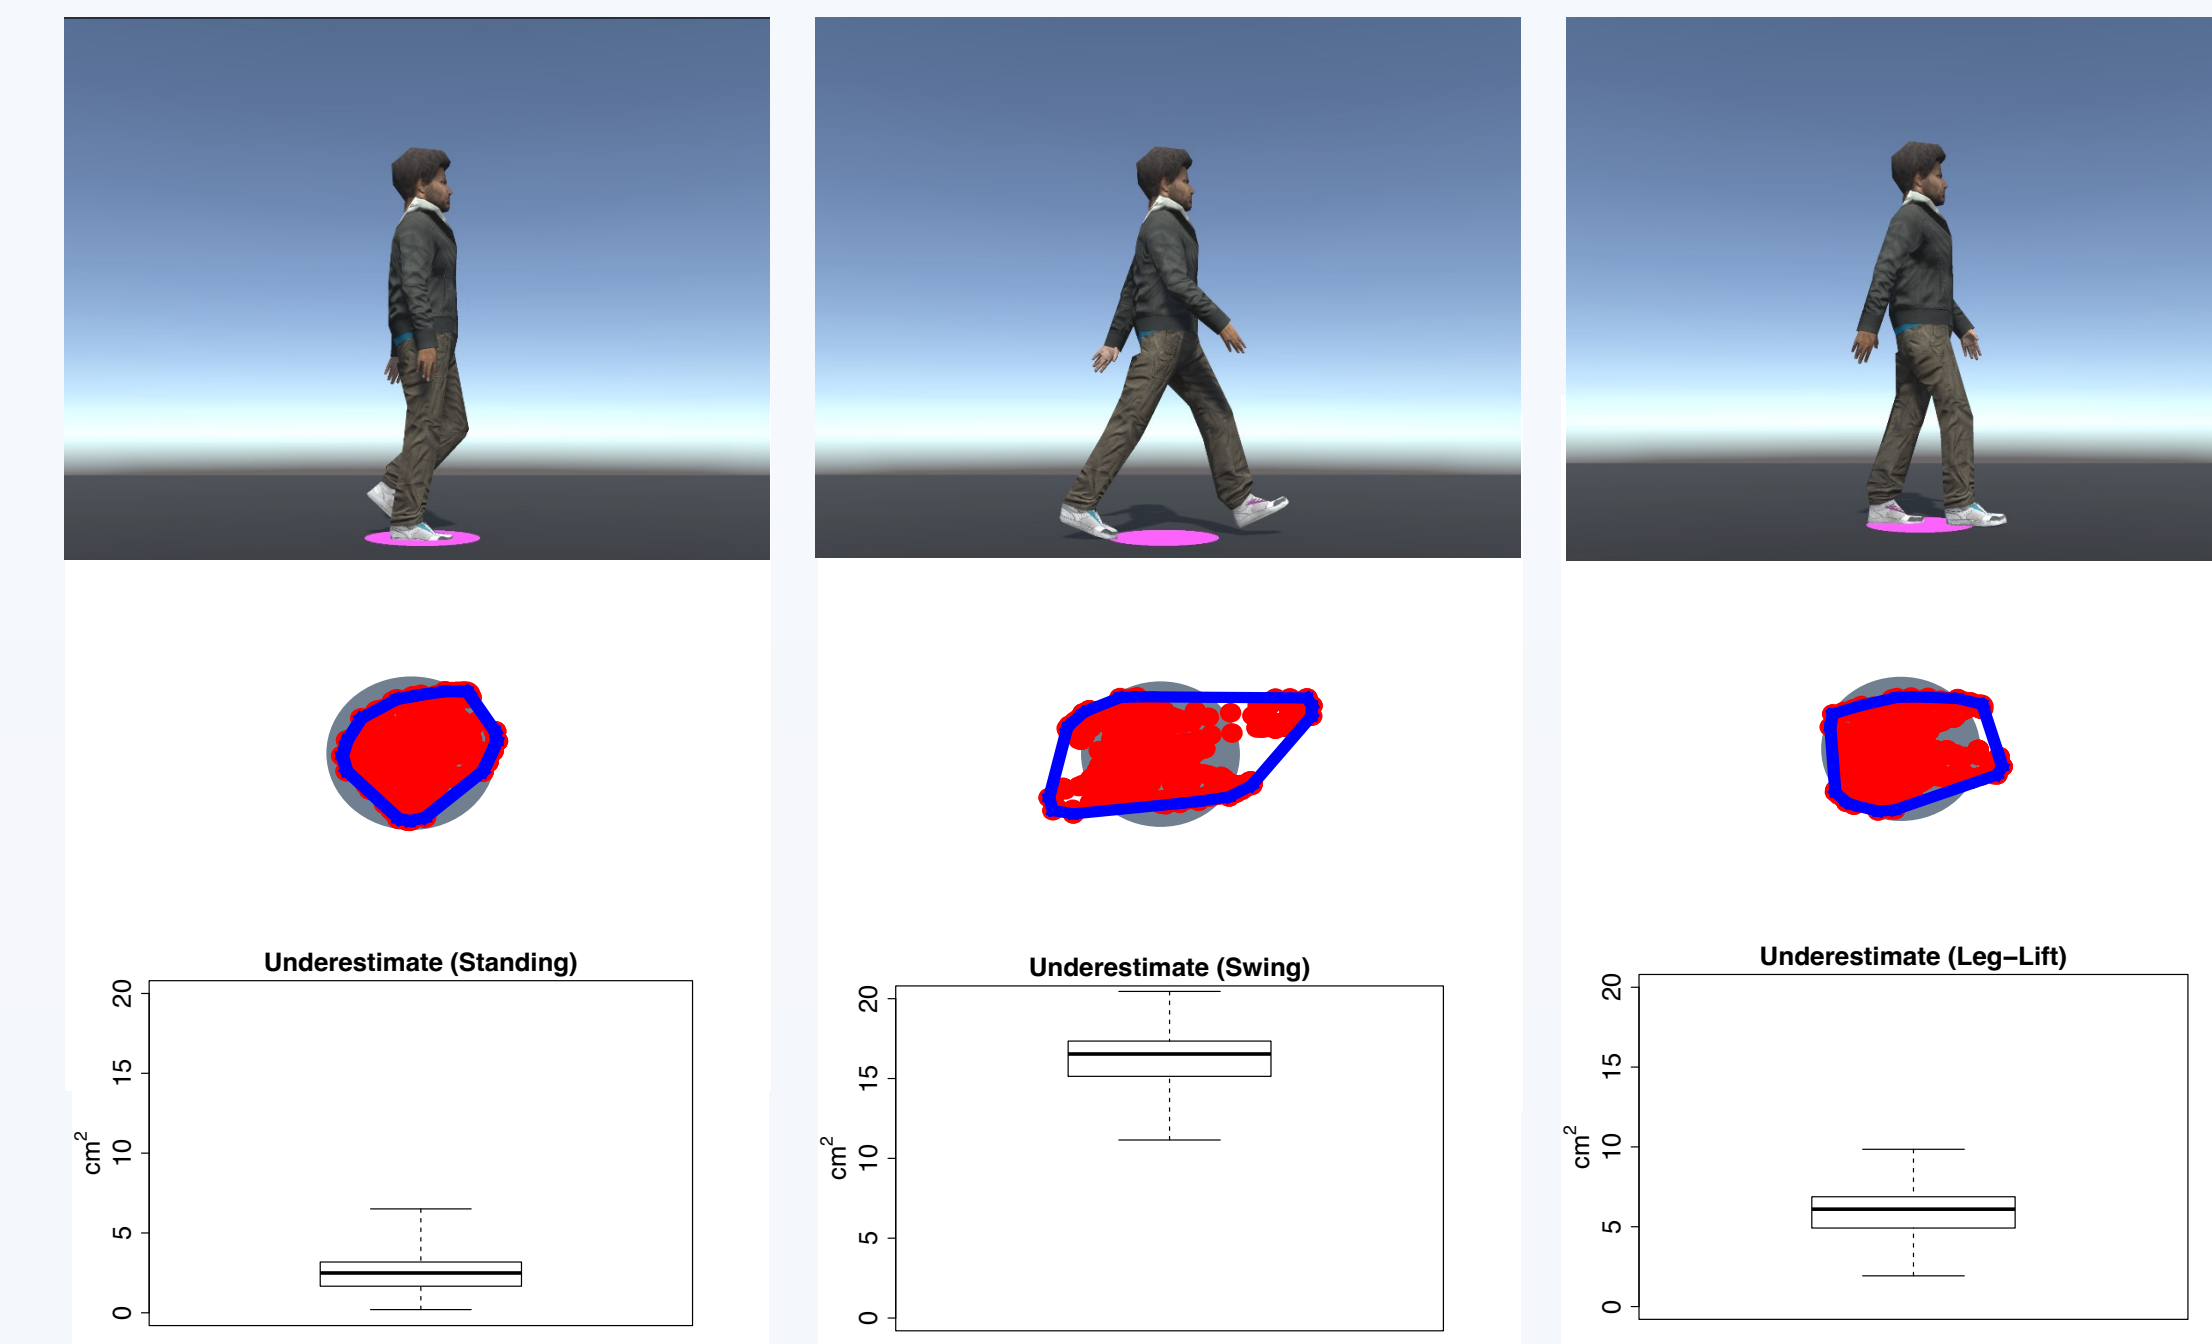 Underestimate (Standing)
20
15
10
5
0
cm²
Underestimate (Swing)
20
15
10
5
0
cm²
Underestimate (Leg−Lift)
20
15
10
5
0
cm²